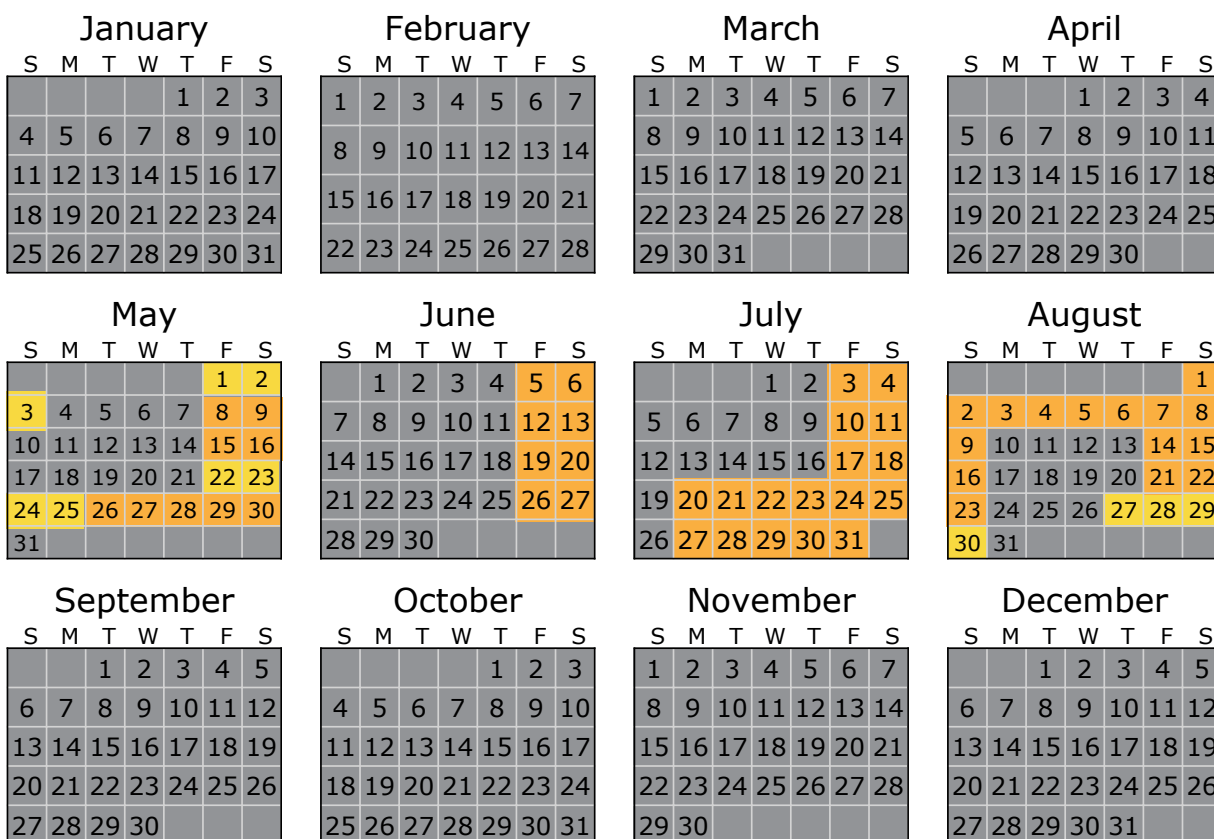 January February March April
S M T W T F S S M T W T F S S M T W T F S S M T W T F S
1 2 3 1 2 3 4 5 6 7 1 2 3 4 5 6 7 1 2 3 4
4 5 6 7 8 9 10 8 9 10 11 12 13 14 8 9 10 11 12 13 14 5 6 7 8 9 10 11
11 12 13 14 15 16 17 15 16 17 18 19 20 21 15 16 17 18 19 20 21 12 13 14 15 16 17 18
18 19 20 21 22 23 24 22 23 24 25 26 27 28 22 23 24 25 26 27 28 19 20 21 22 23 24 25
25 26 27 28 29 30 31 29 30 31 26 27 28 29 30
May June July August
S M T W T F S S M T W T F S S M T W T F S S M T W T F S
1 2 1 2 3 4 5 6 1 2 3 4 1
3 4 5 6 7 8 9 7 8 9 10 11 12 13 5 6 7 8 9 10 11 2 3 4 5 6 7 8
10 11 12 13 14 15 16 14 15 16 17 18 19 20 12 13 14 15 16 17 18 9 10 11 12 13 14 15
17 18 19 20 21 22 23 21 22 23 24 25 26 27 19 20 21 22 23 24 25 16 17 18 19 20 21 22
24 25 26 27 28 29 30 28 29 30 26 27 28 29 30 31 23 24 25 26 27 28 29
31 30 31
September October November December
S M T W T F S S M T W T F S S M T W T F S S M T W T F S
1 2 3 4 5 1 2 3 1 2 3 4 5 6 7 1 2 3 4 5
6 7 8 9 10 11 12 4 5 6 7 8 9 10 8 9 10 11 12 13 14 6 7 8 9 10 11 12
13 14 15 16 17 18 19 11 12 13 14 15 16 17 15 16 17 18 19 20 21 13 14 15 16 17 18 19
20 21 22 23 24 25 26 18 19 20 21 22 23 24 22 23 24 25 26 27 28 20 21 22 23 24 25 26
27 28 29 30 25 26 27 28 29 30 31 29 30 27 28 29 30 31